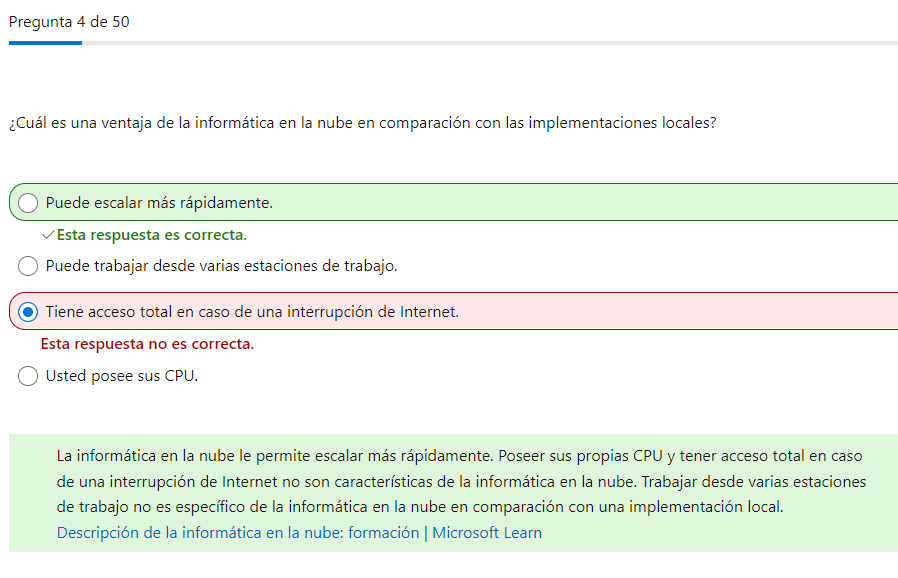 Pregunta 4 de 50
¿Cuál es una ventaja de la informática en la nube en comparación con las implementaciones locales?
Puede escalar más rápidamente.
Esta respuesta es correcta.
Puede trabajar desde varias estaciones de trabajo.
Tiene acceso total en caso de una interrupción de Internet.
Esta respuesta no es correcta.
Usted posee sus CPU.
La informática en la nube le permite escalar más rápidamente. Poseer sus propias CPU y tener acceso total en caso
de una interrupción de Internet no son características de la informática en la nube. Trabajar desde varias estaciones
de trabajo no es específico de la informática en la nube en comparación con una implementación local.
Descripción de la informática en la nube: formación | Microsoft Learn